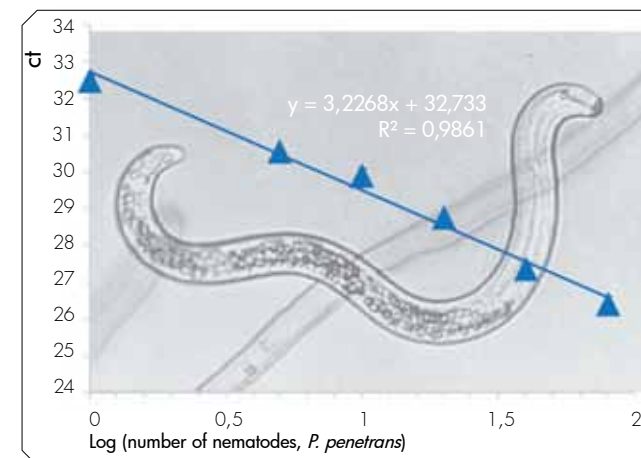 34
ct
33
32
31
30
29
28
27
26
25
24
y = 3,2268x + 32,733
R² = 0,9861
0 0,5 1 1,5 2
Log (number of nematodes, P. penetrans)